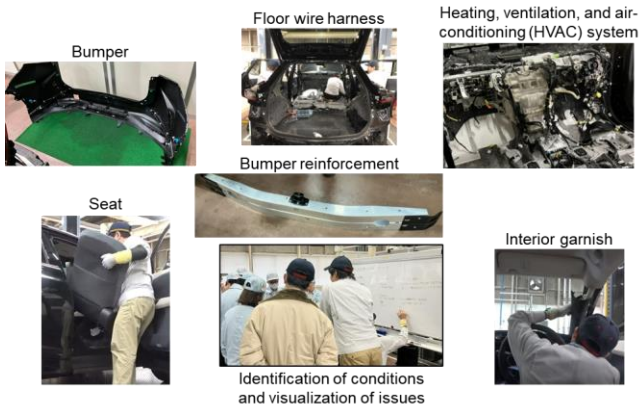 Bumper
Floor wire harness
Heating, ventilation, and air-
conditioning (HVAC) system
Bumper reinforcement
Seat
Interior garnish
Identification of conditions
and visualization of issues